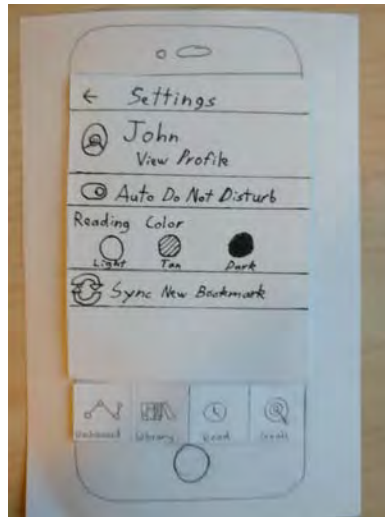 ← Settings
John
View Profile
Auto Do Not Disturb
Reading Color
Light Tan Dark
Sync New Bookmark
Dashboard Library Read Goals